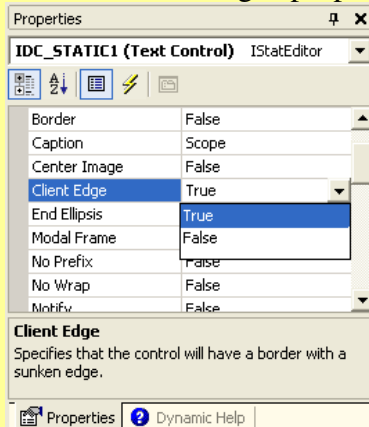 Properties
IDC_STATIC1 (Text Control) IStatEditor
Border False
Caption Scope
Center Image False
Client Edge True
End Ellipsis True
Modal Frame False
No Prefix False
No Wrap False
Notify False
Client Edge
Specifies that the control will have a border with a
sunken edge.
Properties Dynamic Help